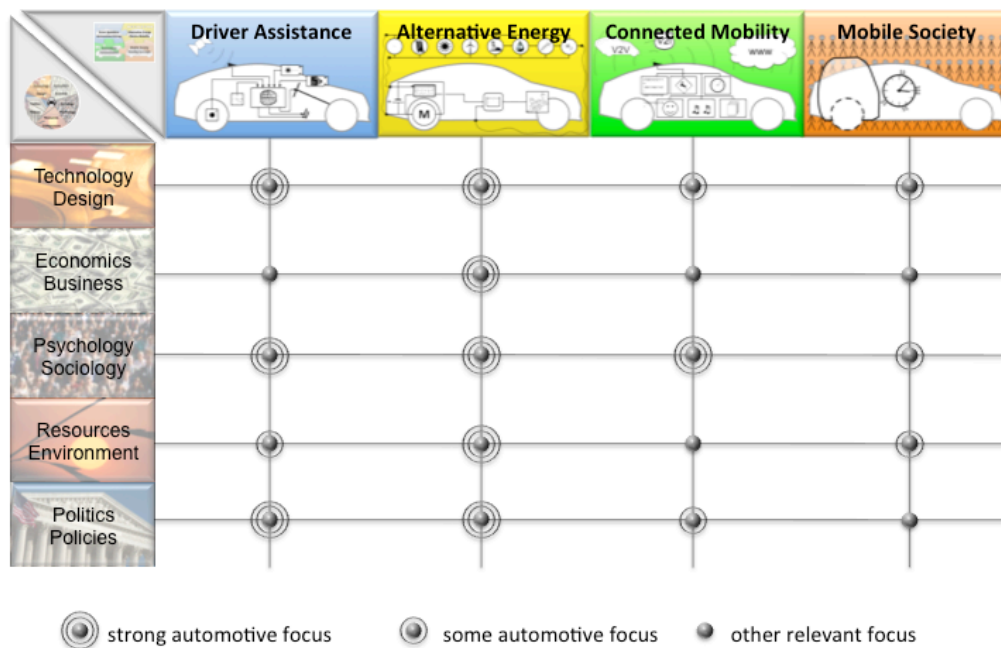 Driver Assistance
Alternative Energy
Connected Mobility
Mobile Society
V2V
www
M
Technology
Design
Economics
Business
Psychology
Sociology
Resources
Environment
Politics
Policies
strong automotive focus
some automotive focus
other relevant focus